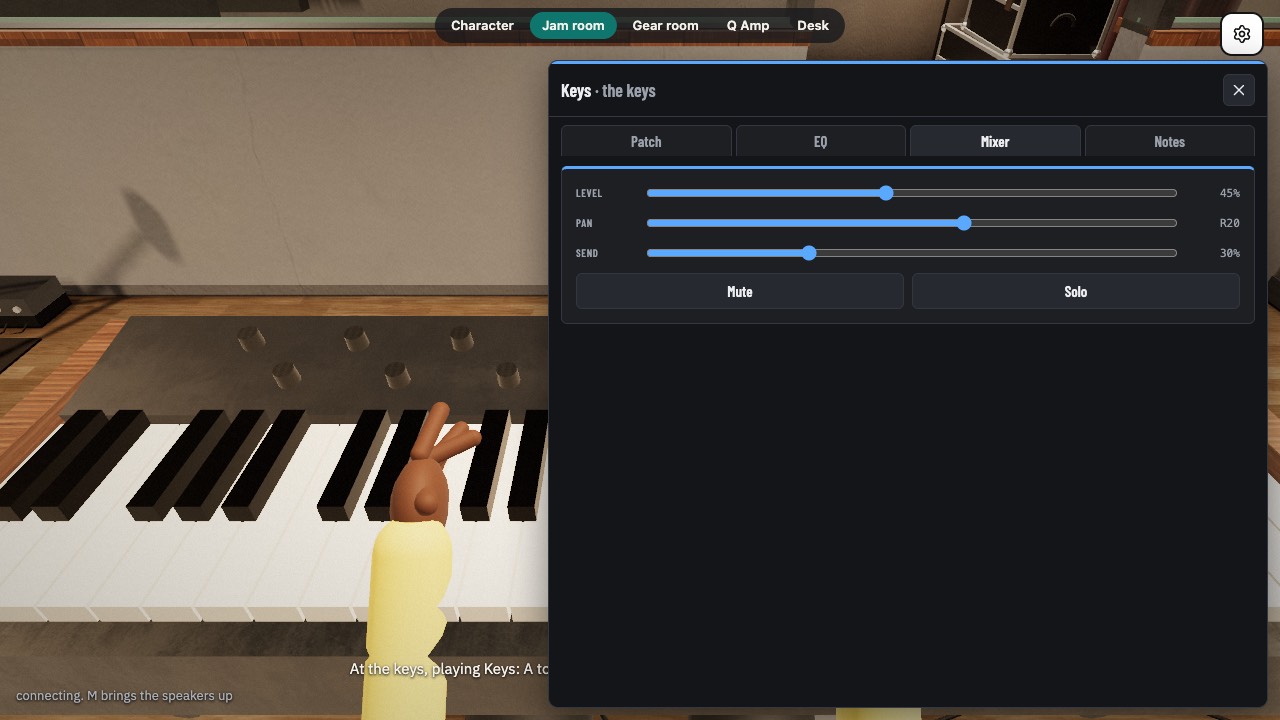 Character Jam room Gear room Q Amp Desk
Keys · the keys
Patch EQ Mixer Notes
LEVEL 45%
PAN R20
SEND 30%
Mute Solo
At the keys, playing Keys: A to
connecting. M brings the speakers up